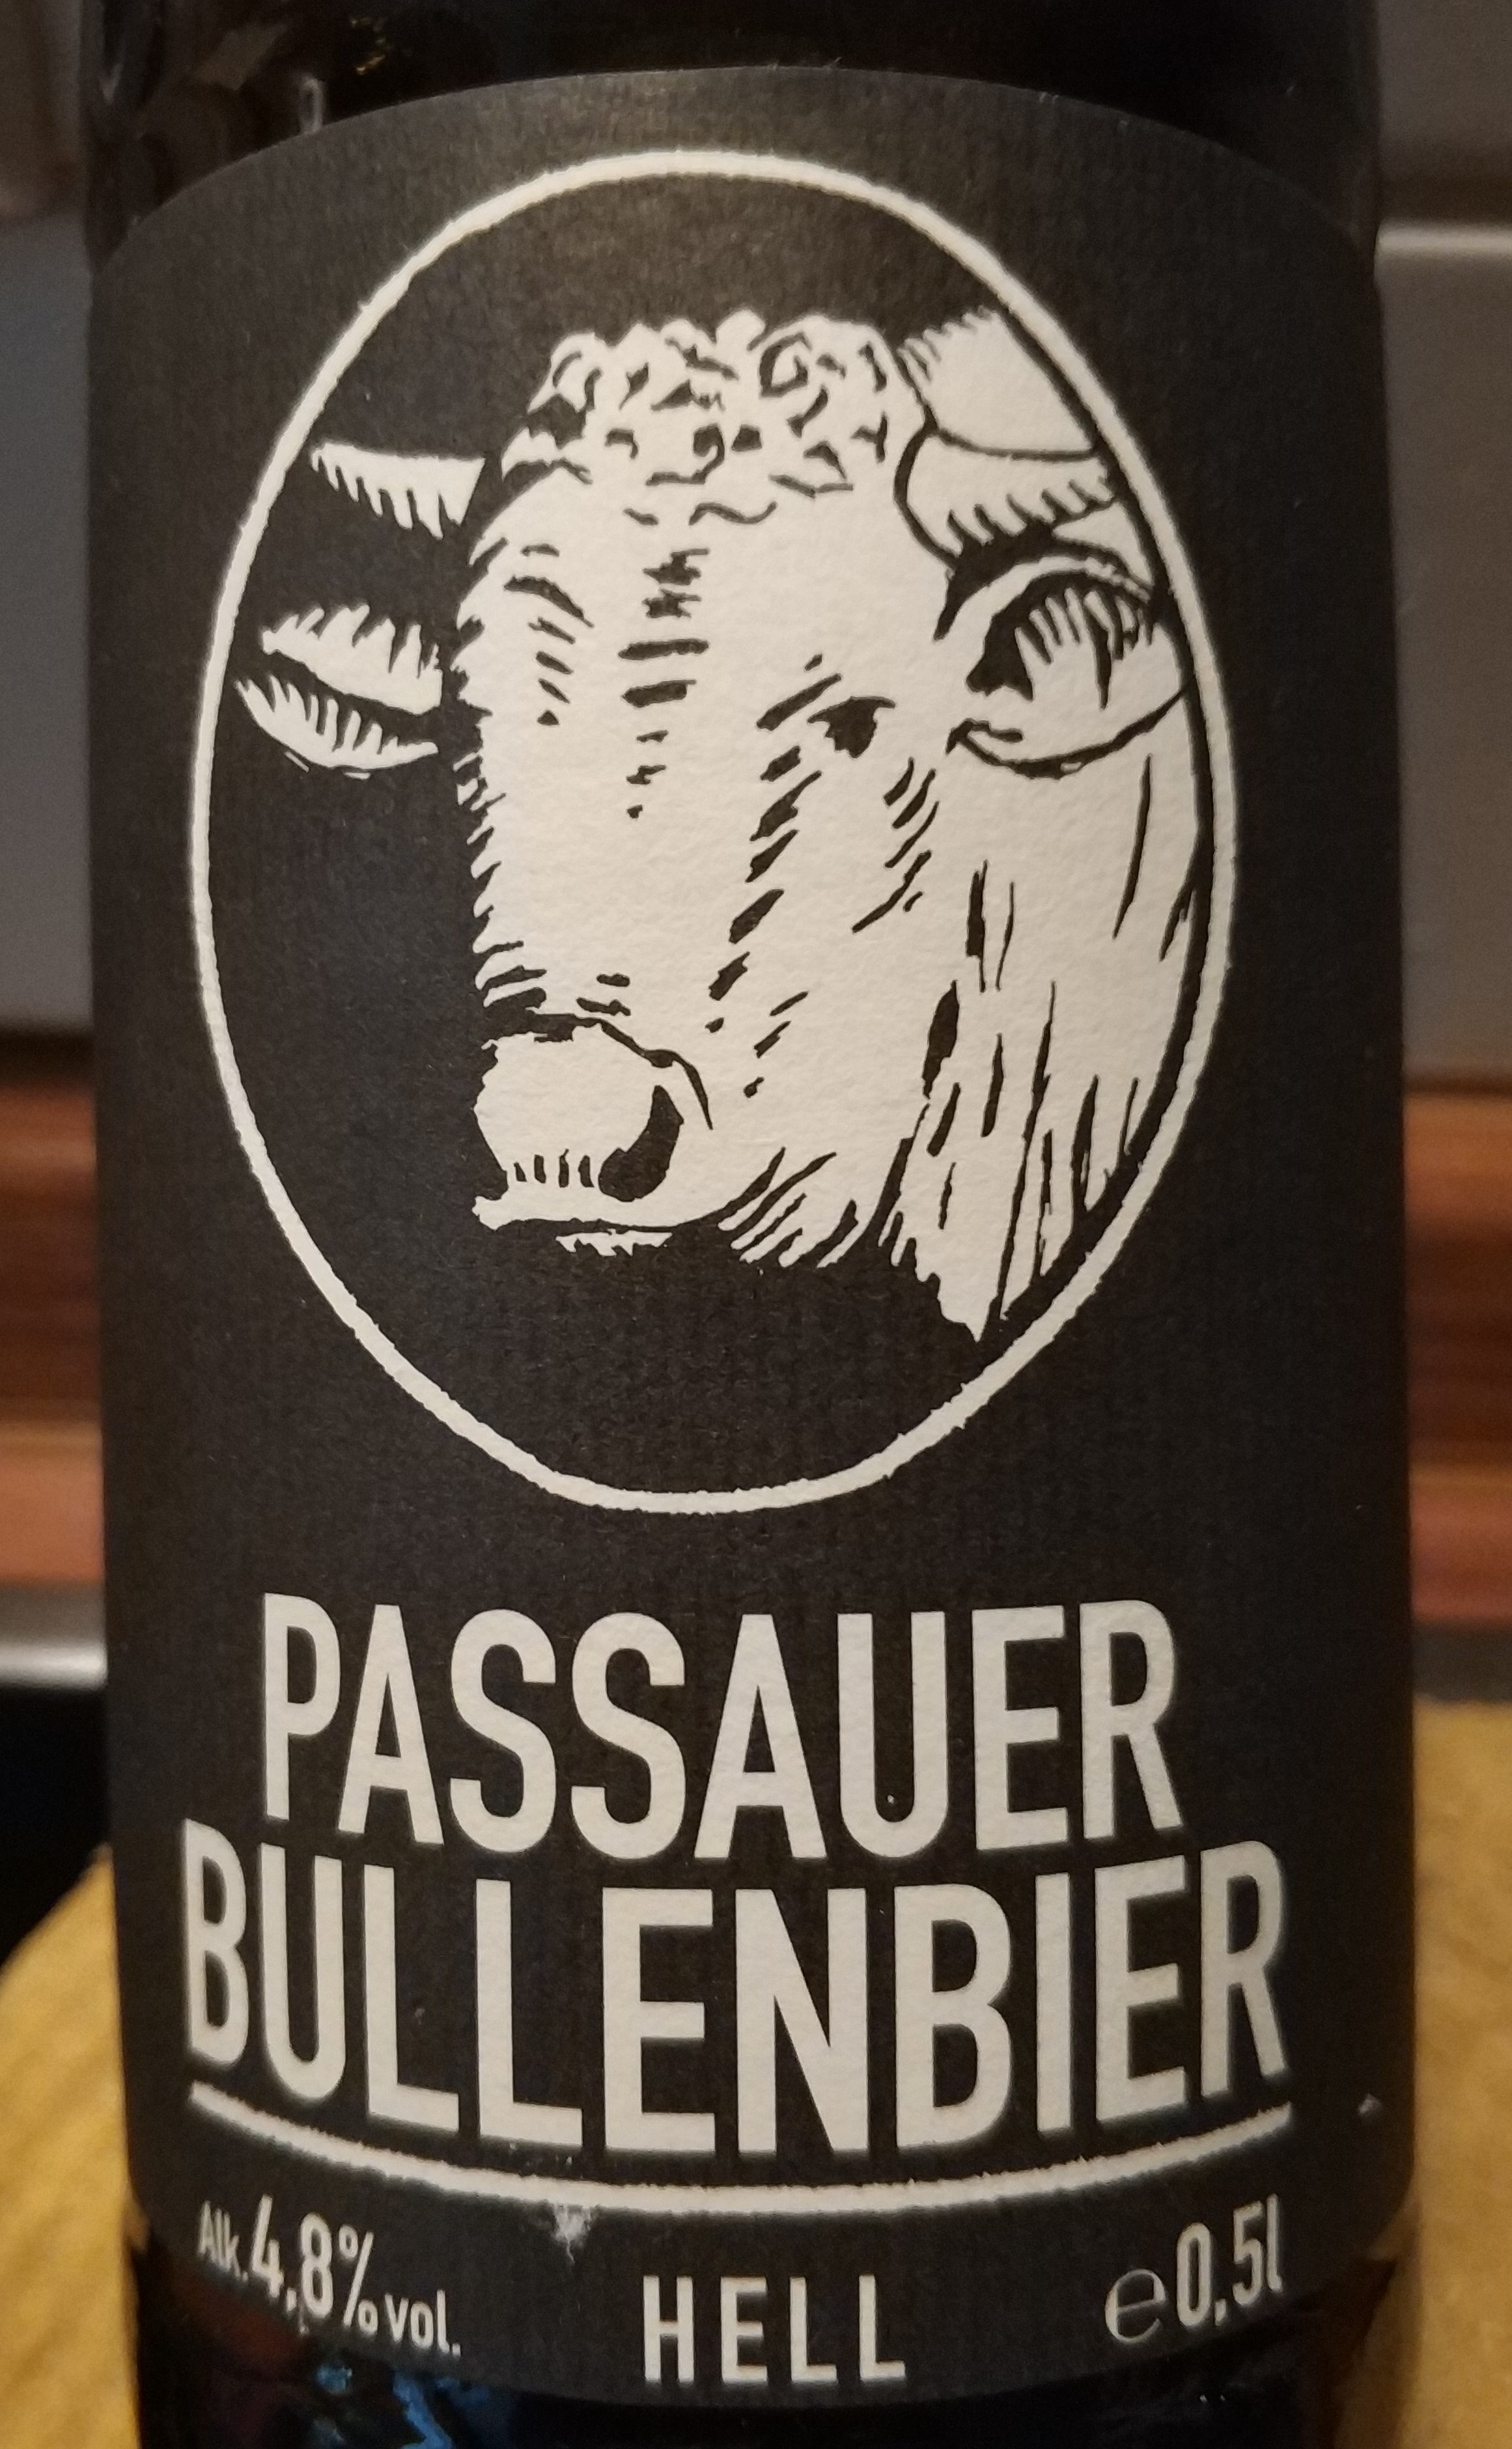 PASSAUER
BULLENBIER
Alk. 4,8% vol. HELL e 0,5l